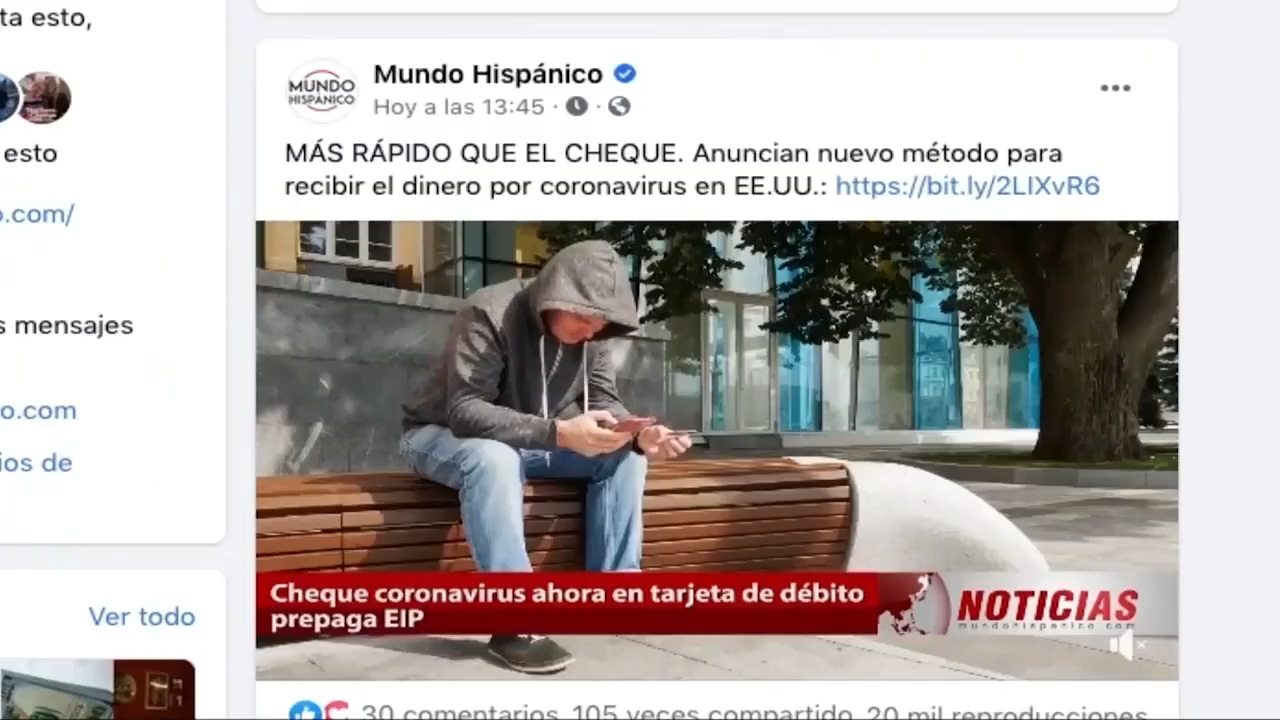 ta esto,
esto
o.com/
s mensajes
o.com
ios de
Ver todo
MUNDO
HISPÁNICO
Mundo Hispánico
Hoy a las 13:45
MÁS RÁPIDO QUE EL CHEQUE. Anuncian nuevo método para
recibir el dinero por coronavirus en EE.UU.: https://bit.ly/2LIXvR6
Cheque coronavirus ahora en tarjeta de débito
prepaga EIP
NOTICIAS
mundohispanico.com
30 comentarios 105 veces compartido 20 mil reproducciones